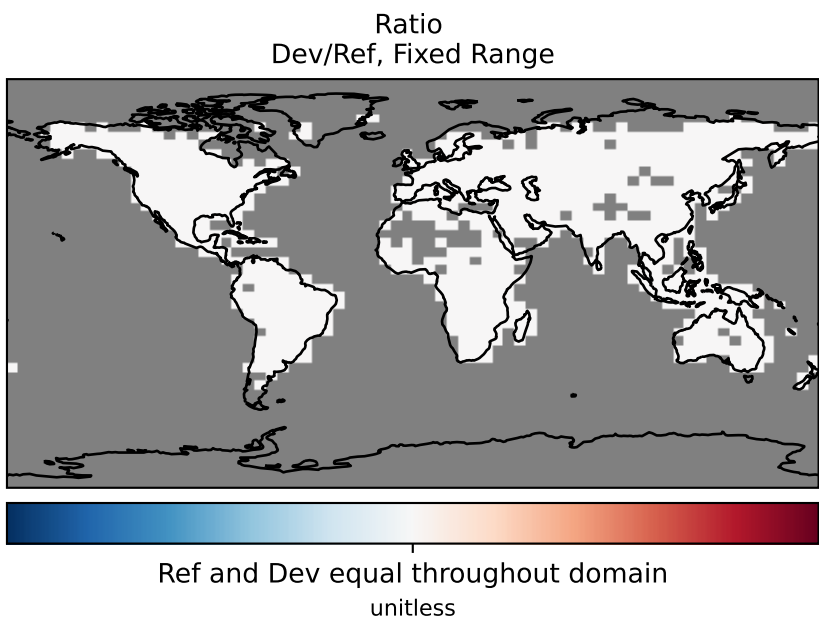 Ratio
Dev/Ref, Fixed Range
Ref and Dev equal throughout domain
unitless